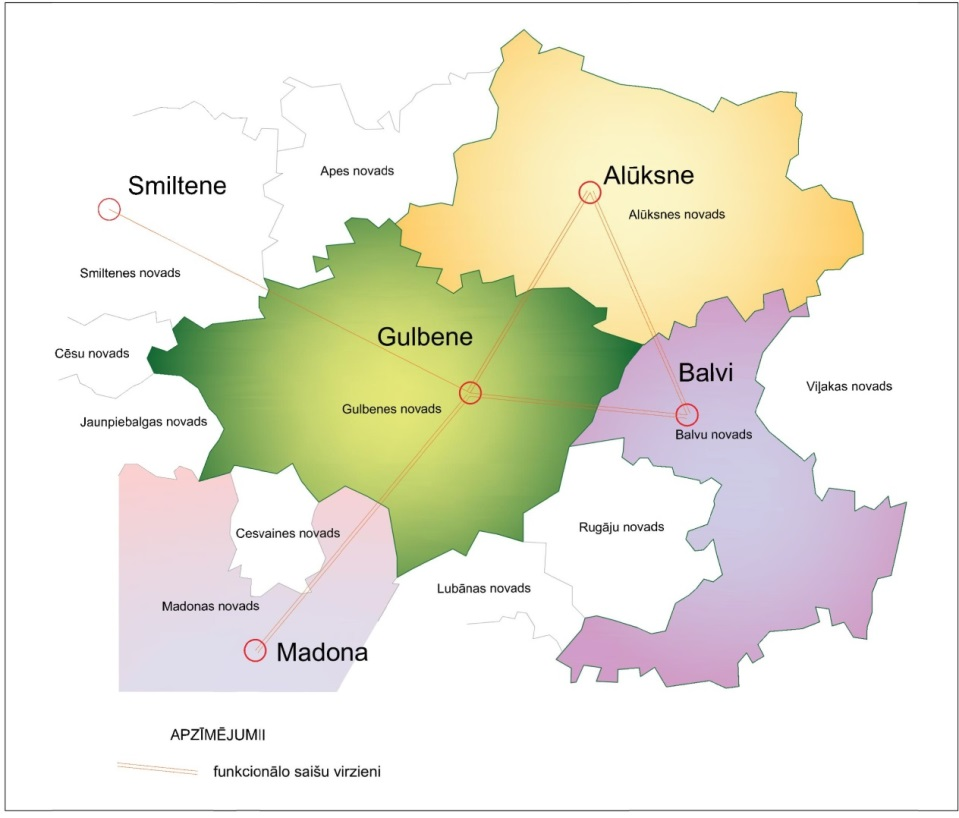 Apes novads
Smiltene
Alūksne
Alūksnes novads
Smiltenes novads
Gulbene
Cēsu novads
Balvi
Viļakas novads
Gulbenes novads
Jaunpiebalgas novads
Balvu novads
Rugāju novads
Cesvaines novads
Lubānas novads
Madonas novads
Madona
APZĪMĒJUMII
funkcionālo saišu virzieni